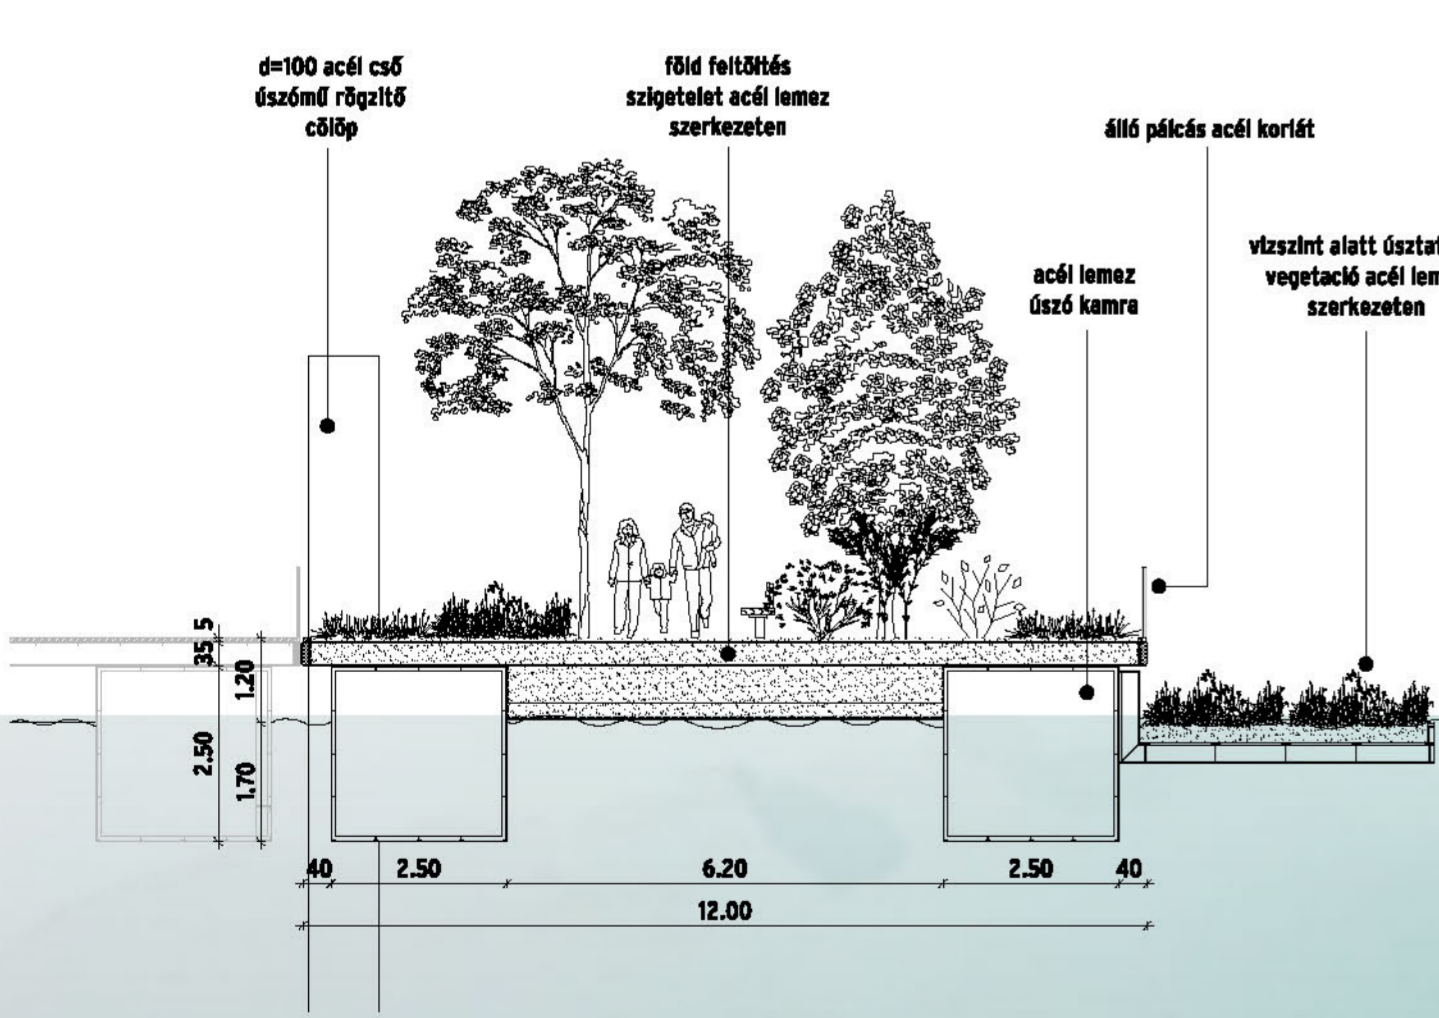 d=100 acél cső
úszómű rögzítő
cölöp
föld feltöltés
szigetelet acél lemez
szerkezeten
álló pálcás acél korlát
acél lemez
úszó kamra
vízszint alatt
vegetació acél
szerkezeten
5
35
1.20
2.50
1.70
40 2.50 6.20 2.50 40
12.00